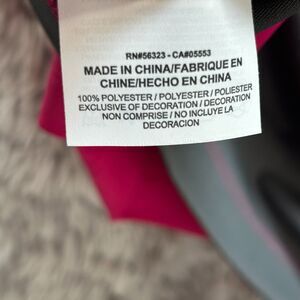 RN#56323 - CA#05553
MADE IN CHINA/FABRIQUE EN
CHINE/HECHO EN CHINA
100% POLYESTER / POLYESTER / POLIESTER
EXCLUSIVE OF DECORATION / DECORATION
NON COMPRISE / NO INCLUYE LA
DECORACION